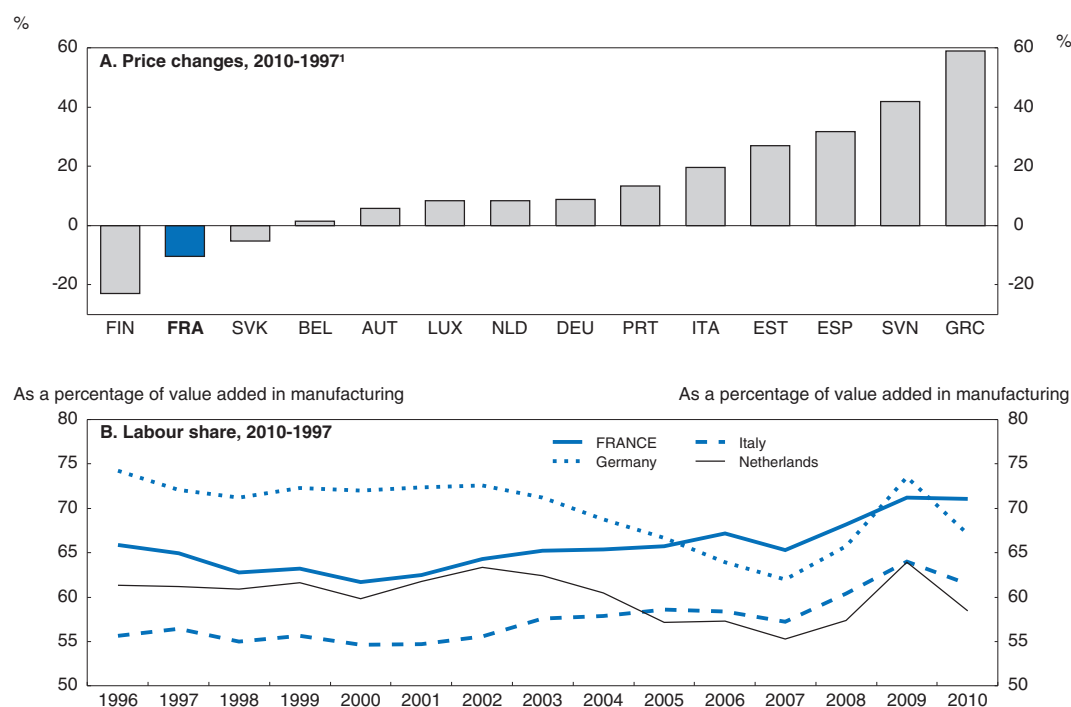 %
%
A. Price changes, 2010-1997¹
60 60
40 40
20 20
0 0
-20 -20
FIN FRA SVK BEL AUT LUX NLD DEU PRT ITA EST ESP SVN GRC
As a percentage of value added in manufacturing As a percentage of value added in manufacturing
80 80
B. Labour share, 2010-1997
FRANCE Italy
Germany Netherlands
75 75
70 70
65 65
60 60
55 55
50 50
1996 1997 1998 1999 2000 2001 2002 2003 2004 2005 2006 2007 2008 2009 2010